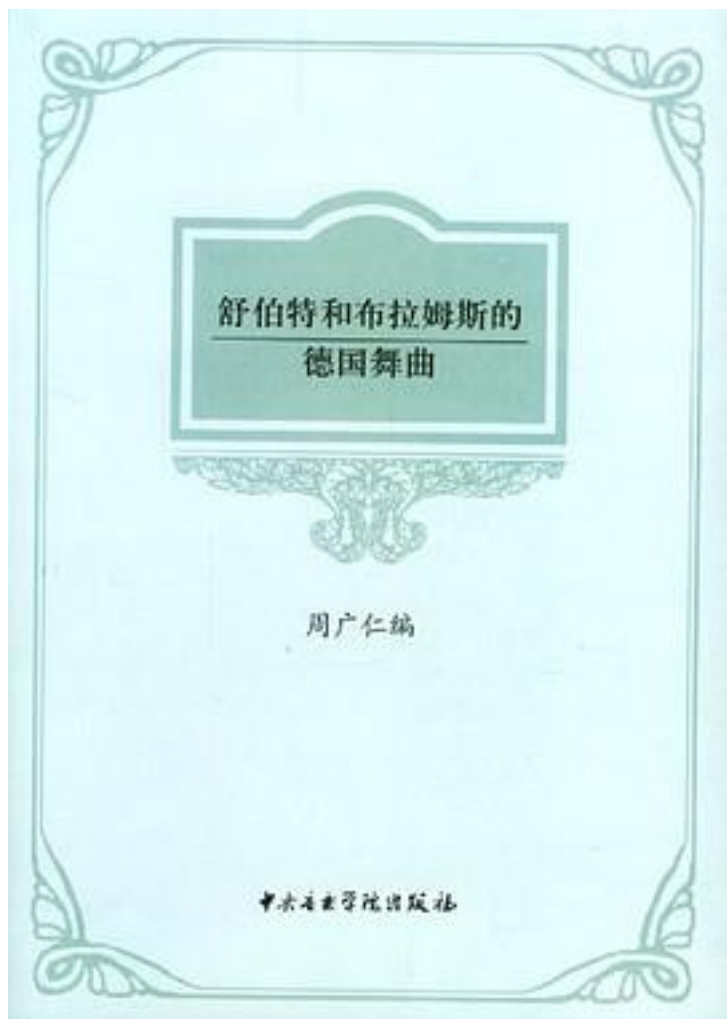 舒伯特和布拉姆斯的
德国舞曲
周广仁编
中央音乐学院出版社